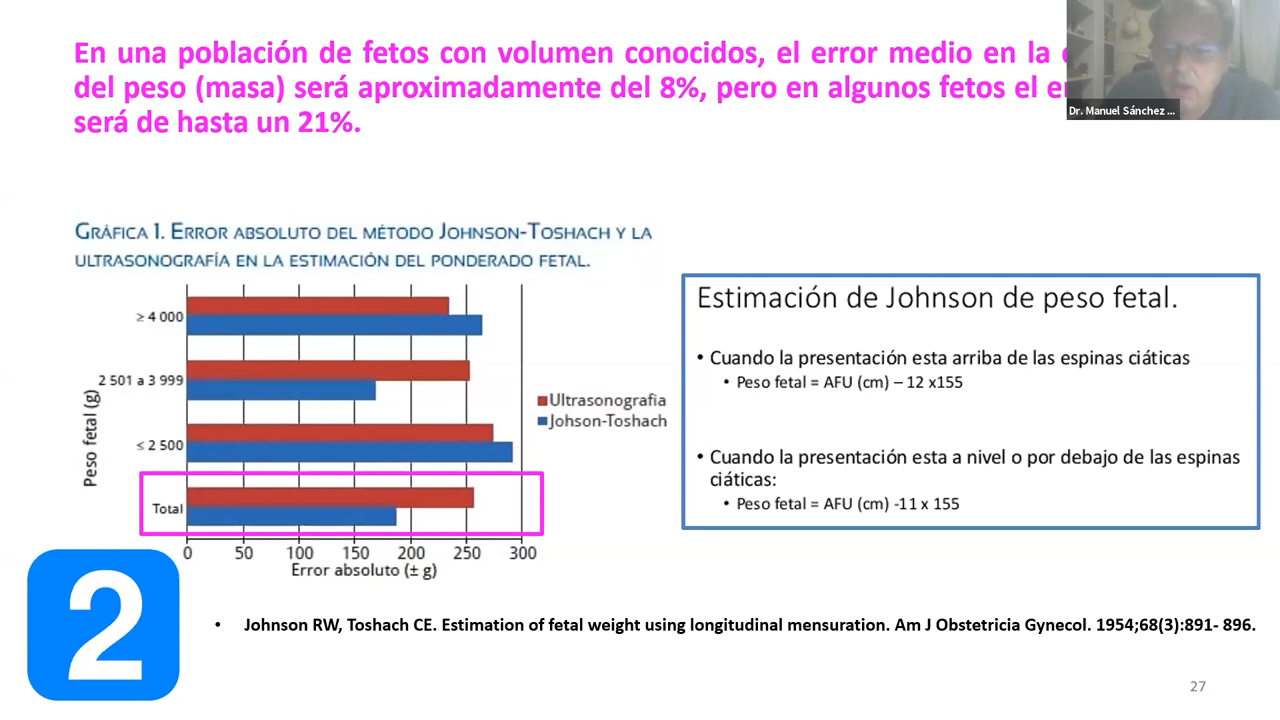 En una población de fetos con volumen conocidos, el error medio en la
del peso (masa) será aproximadamente del 8%, pero en algunos fetos el
será de hasta un 21%.
Dr. Manuel Sánchez ...
GRÁFICA 1. ERROR ABSOLUTO DEL MÉTODO JOHNSON-TOSHACH Y LA
ULTRASONOGRAFÍA EN LA ESTIMACIÓN DEL PONDERADO FETAL.
Peso fetal (g)
≥ 4 000
2 501 a 3 999
≤ 2 500
Total
0 50 100 150 200 250 300
Error absoluto (± g)
Ultrasonografia
Johson-Toshach
Estimación de Johnson de peso fetal.
• Cuando la presentación esta arriba de las espinas ciáticas
• Peso fetal = AFU (cm) – 12 x155
• Cuando la presentación esta a nivel o por debajo de las espinas
ciáticas:
• Peso fetal = AFU (cm) -11 x 155
2
• Johnson RW, Toshach CE. Estimation of fetal weight using longitudinal mensuration. Am J Obstetricia Gynecol. 1954;68(3):891- 896.
27